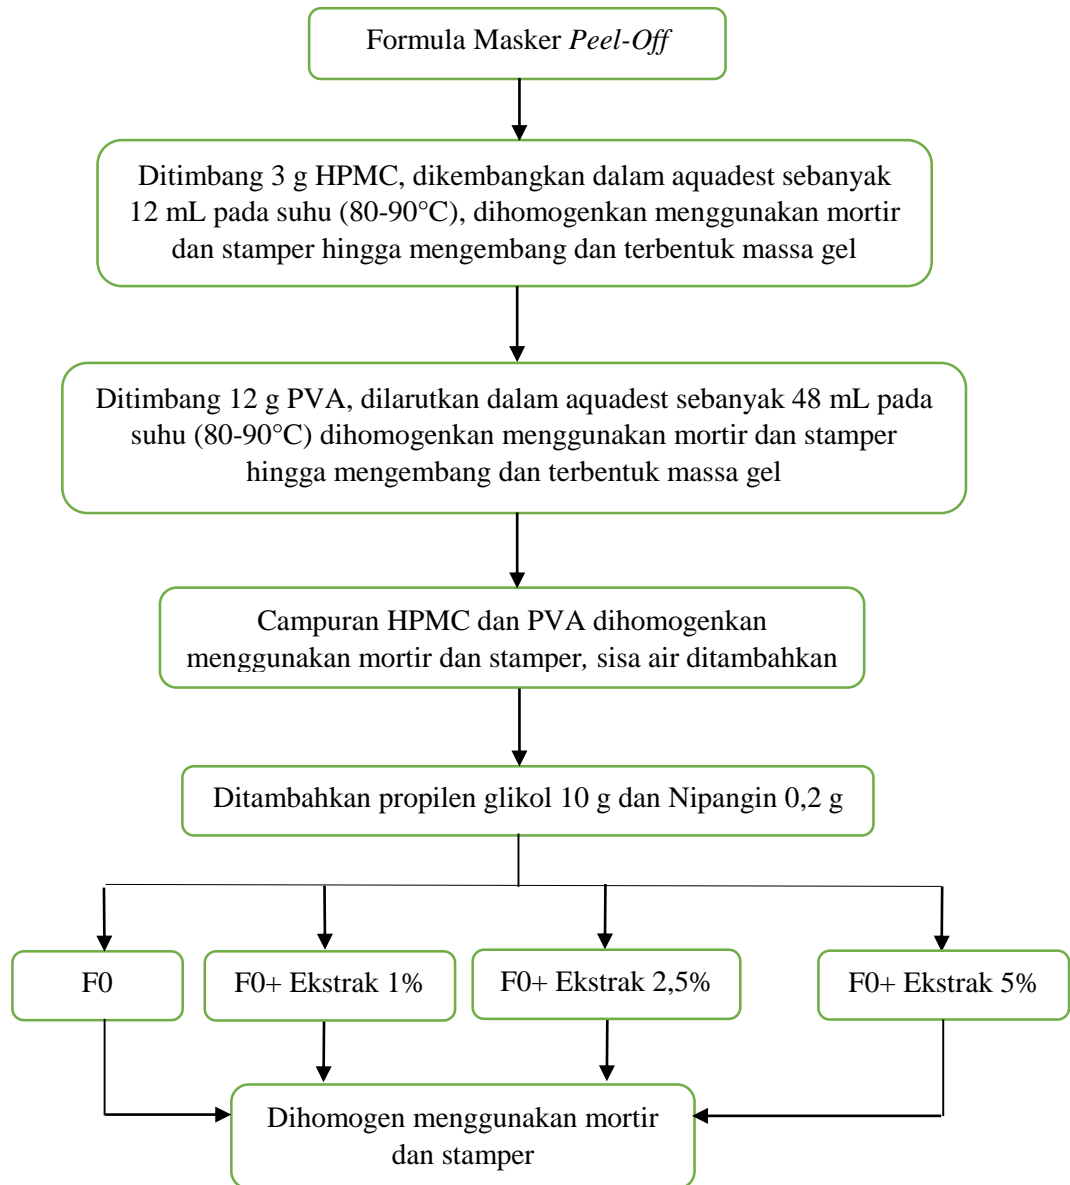 Formula Masker Peel-Off
Ditimbang 3 g HPMC, dikembangkan dalam aquadest sebanyak
12 mL pada suhu (80-90°C), dihomogenkan menggunakan mortir
dan stamper hingga mengembang dan terbentuk massa gel
Ditimbang 12 g PVA, dilarutkan dalam aquadest sebanyak 48 mL pada
suhu (80-90°C) dihomogenkan menggunakan mortir dan stamper
hingga mengembang dan terbentuk massa gel
Campuran HPMC dan PVA dihomogenkan
menggunakan mortir dan stamper, sisa air ditambahkan
Ditambahkan propilen glikol 10 g dan Nipangin 0,2 g
F0
F0+ Ekstrak 1%
F0+ Ekstrak 2,5%
F0+ Ekstrak 5%
Dihomogen menggunakan mortir
dan stamper